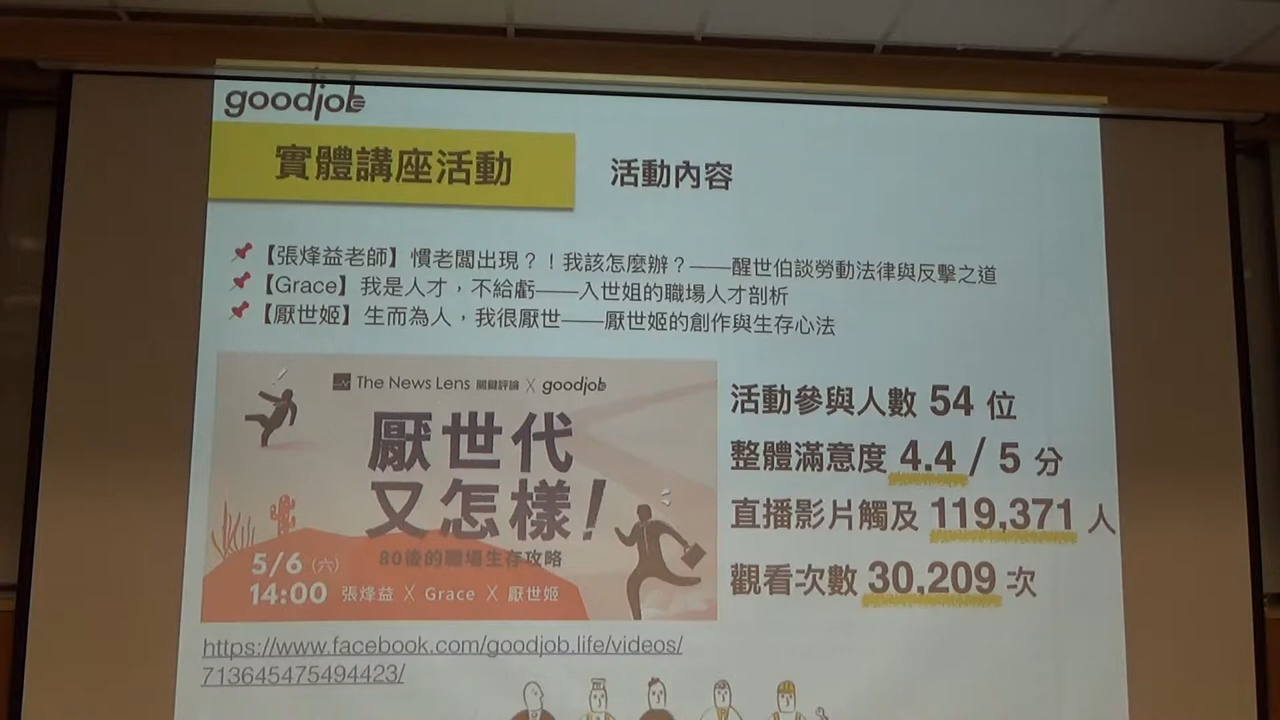 goodjob
實體講座活動
活動內容
【張烽益老師】慣老闆出現？！我該怎麼辦？——醒世伯談勞動法律與反擊之道
【Grace】我是人才，不給虧——入世姐的職場人才剖析
【厭世姬】生而為人，我很厭世——厭世姬的創作與生存心法
The News Lens 關鍵評論 X goodjob
厭世代
又怎樣!
80後的職場生存攻略
5/6 (六)
14:00 張烽益 X Grace X 厭世姬
活動參與人數 54 位
整體滿意度 4.4 / 5 分
直播影片觸及 119,371 人
觀看次數 30,209 次
https://www.facebook.com/goodjob.life/videos/
713645475494423/